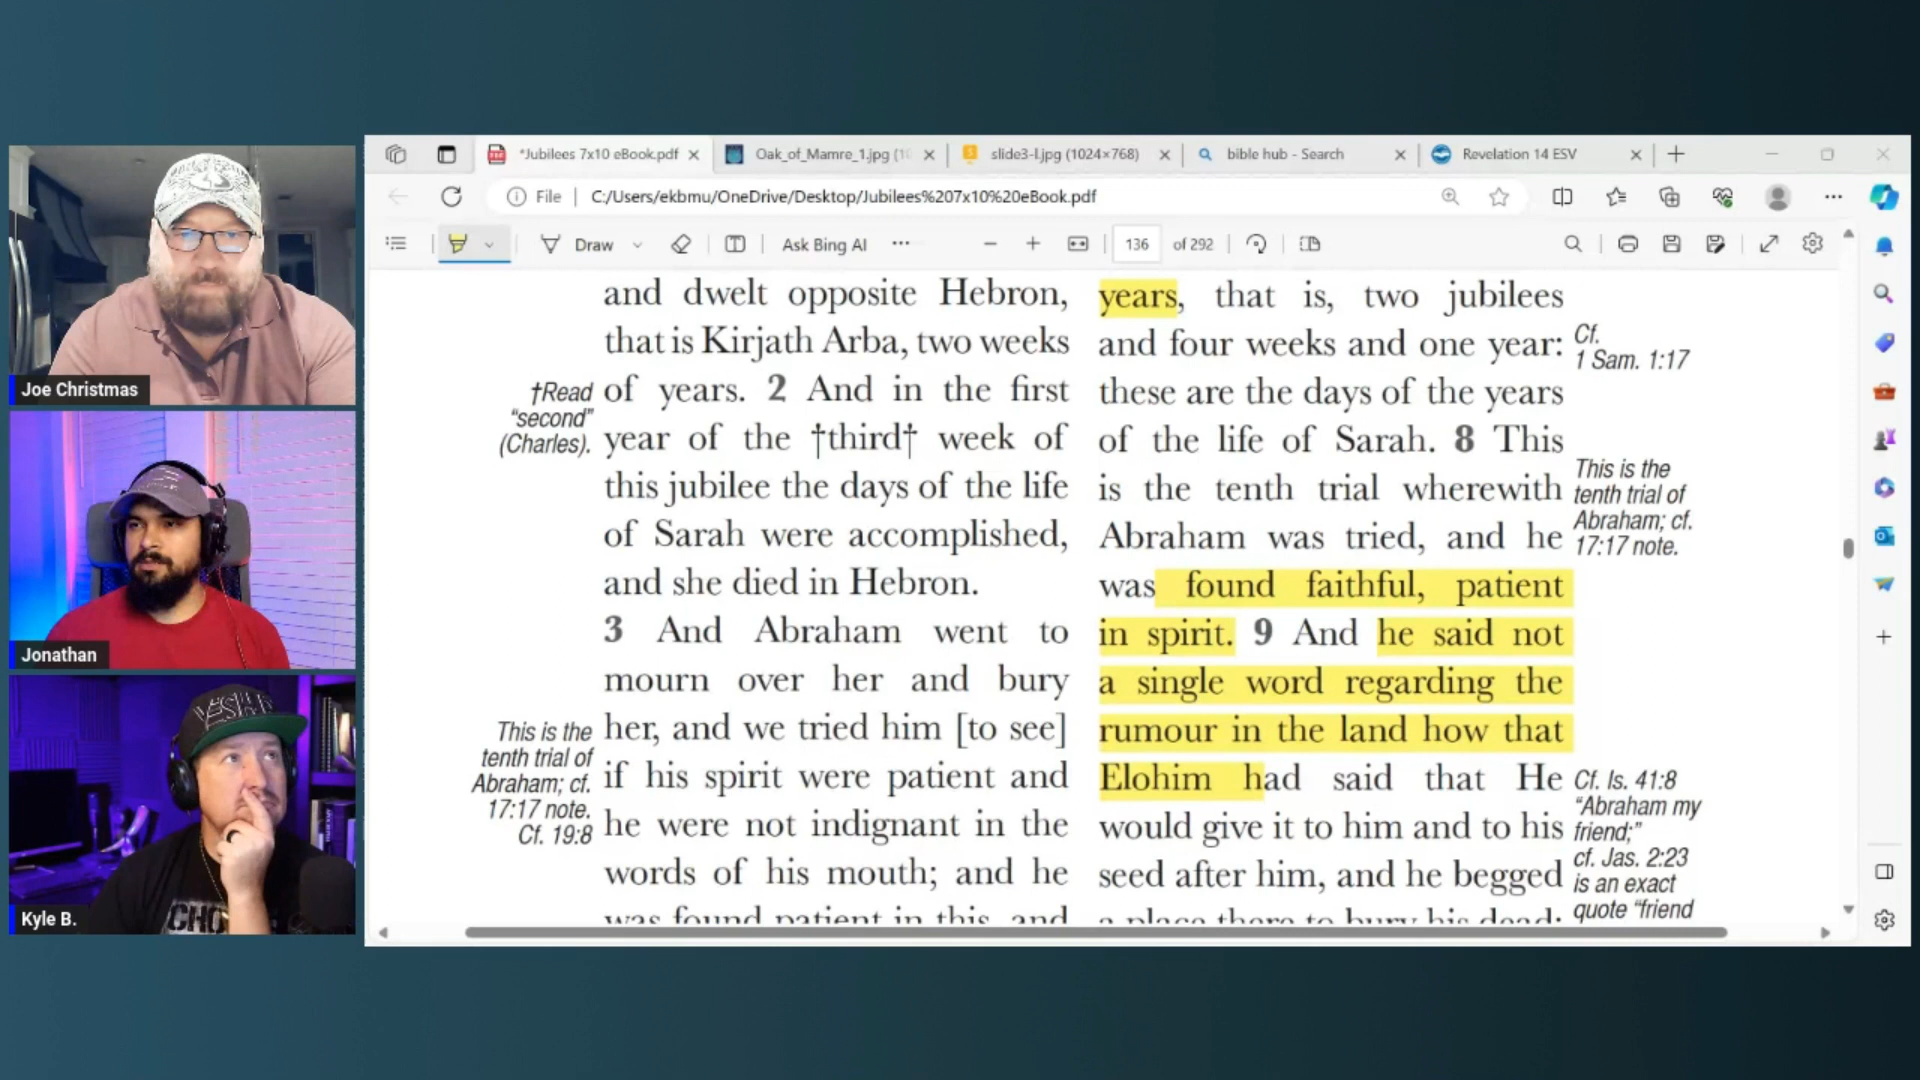 *Jubilees 7x10 eBook.pdf
Oak_of_Mamre_1.jpg
slide3-l.jpg (1024×768)
bible hub - Search
Revelation 14 ESV
File
C:/Users/ekbmu/OneDrive/Desktop/Jubilees%207x10%20eBook.pdf
Draw
Ask Bing AI
136
of 292
and dwelt opposite Hebron,
that is Kirjath Arba, two weeks
of years. 2 And in the first
year of the †third† week of
this jubilee the days of the life
of Sarah were accomplished,
and she died in Hebron.
3 And Abraham went to
mourn over her and bury
her, and we tried him [to see]
if his spirit were patient and
he were not indignant in the
words of his mouth; and he
was found patient in this, and
†Read
“second”
(Charles).
This is the
tenth trial of
Abraham; cf.
17:17 note.
Cf. 19:8
years, that is, two jubilees
and four weeks and one year:
these are the days of the years
of the life of Sarah. 8 This
is the tenth trial wherewith
Abraham was tried, and he
was found faithful, patient
in spirit. 9 And he said not
a single word regarding the
rumour in the land how that
Elohim had said that He
would give it to him and to his
seed after him, and he begged
a place there to bury his dead;
Cf.
1 Sam. 1:17
This is the
tenth trial of
Abraham; cf.
17:17 note.
Cf. Is. 41:8
“Abraham my
friend;”
cf. Jas. 2:23
is an exact
quote “friend
Joe Christmas
Jonathan
Kyle B.